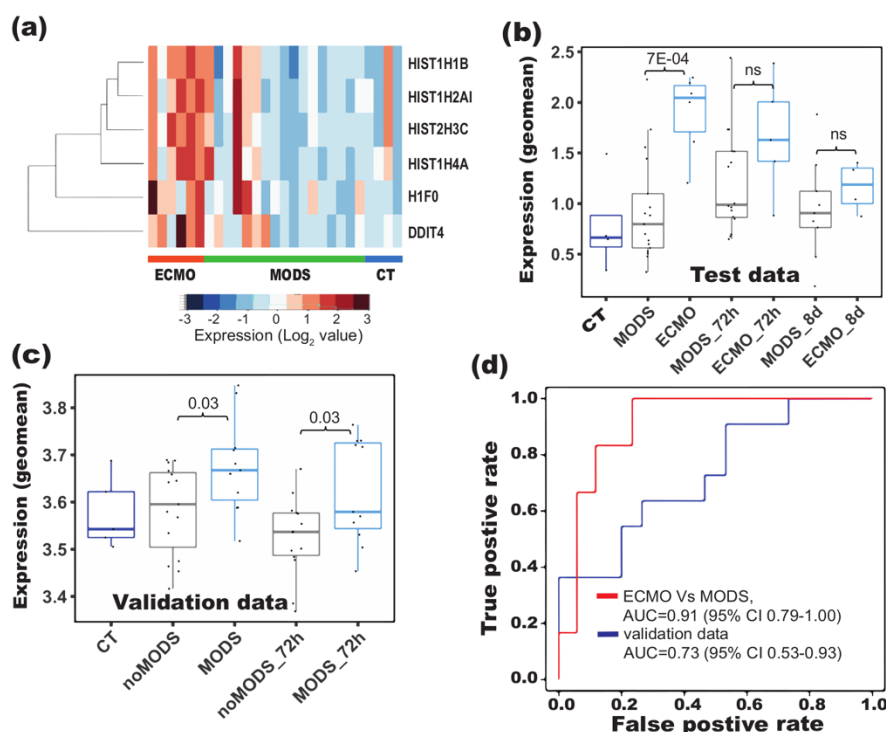 (a)
HIST1H1B
HIST1H2AI
HIST2H3C
HIST1H4A
H1F0
DDIT4
ECMO MODS CT
-3 -2 -1 0 1 2 3
Expression (Log2 value)
(b)
Expression (geomean)
2.5
2.0
1.5
1.0
0.5
7E-04
ns
ns
Test data
CT
MODS
ECMO
MODS_72h
ECMO_72h
MODS_8d
ECMO_8d
(c)
Expression (geomean)
3.8
3.7
3.6
3.5
3.4
0.03
0.03
Validation data
CT
noMODS
MODS
noMODS_72h
MODS_72h
(d)
True postive rate
1.0
0.8
0.6
0.4
0.2
0.0
ECMO Vs MODS,
AUC=0.91 (95% CI 0.79-1.00)
validation data
AUC=0.73 (95% CI 0.53-0.93)
0.0 0.2 0.4 0.6 0.8 1.0
False postive rate